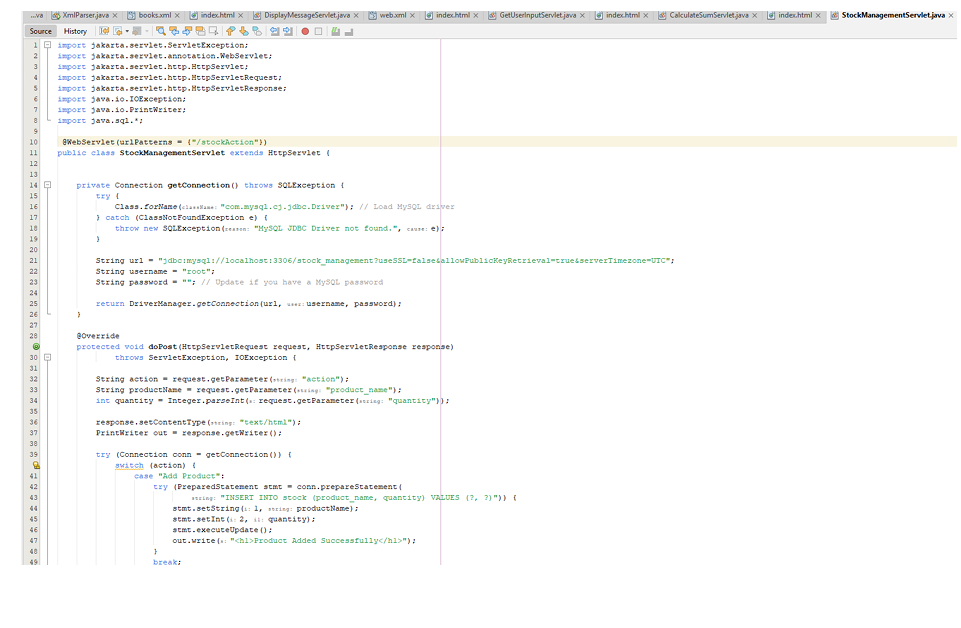 ...va XmlParser.java books.xml index.html DisplayMessageServlet.java web.xml index.html GetUserInputServlet.java index.html CalculateSumServlet.java index.html StockManagementServlet.java
Source History
1 import jakarta.servlet.ServletException;
2 import jakarta.servlet.annotation.WebServlet;
3 import jakarta.servlet.http.HttpServlet;
4 import jakarta.servlet.http.HttpServletRequest;
5 import jakarta.servlet.http.HttpServletResponse;
6 import java.io.IOException;
7 import java.io.PrintWriter;
8 import java.sql.*;
9
10 @WebServlet(urlPatterns = {"/stockAction"})
11 public class StockManagementServlet extends HttpServlet {
12
13
14 private Connection getConnection() throws SQLException {
15 try {
16 Class.forName(className: "com.mysql.cj.jdbc.Driver"); // Load MySQL driver
17 } catch (ClassNotFoundException e) {
18 throw new SQLException(reason: "MySQL JDBC Driver not found.", cause: e);
19 }
20
21 String url = "jdbc:mysql://localhost:3306/stock_management?useSSL=false&allowPublicKeyRetrieval=true&serverTimezone=UTC";
22 String username = "root";
23 String password = ""; // Update if you have a MySQL password
24
25 return DriverManager.getConnection(url, user: username, password);
26 }
27
28 @Override
protected void doPost(HttpServletRequest request, HttpServletResponse response)
30 throws ServletException, IOException {
31
32 String action = request.getParameter(string: "action");
33 String productName = request.getParameter(string: "product_name");
34 int quantity = Integer.parseInt(s: request.getParameter(string: "quantity"));
35
36 response.setContentType(string: "text/html");
37 PrintWriter out = response.getWriter();
38
39 try (Connection conn = getConnection()) {
switch (action) {
41 case "Add Product":
42 try (PreparedStatement stmt = conn.prepareStatement(
43 string: "INSERT INTO stock (product_name, quantity) VALUES (?, ?)")) {
44 stmt.setString(i: 1, string: productName);
45 stmt.setInt(i: 2, i1: quantity);
46 stmt.executeUpdate();
47 out.write(s: "<h1>Product Added Successfully</h1>");
48 }
49 break;